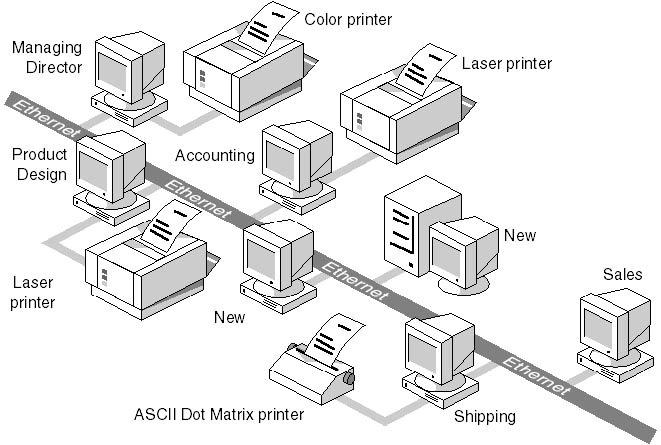 Color printer
Managing
Director
Laser printer
Ethernet
Product
Design
Accounting
Ethernet
New
Laser
printer
New
Ethernet
Sales
Ethernet
ASCII Dot Matrix printer
Shipping